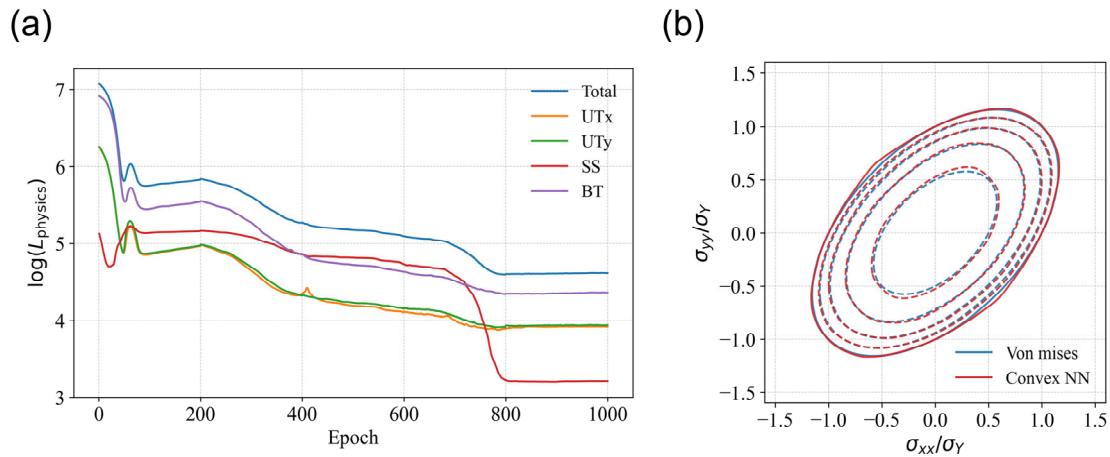 (a)
(b)
7
6
5
4
3
0
200
400
600
800
1000
log(L_physics)
Epoch
Total
UTx
UTy
SS
BT
1.5
1.0
0.5
0.0
−0.5
−1.0
−1.5
−1.5
−1.0
−0.5
0.0
0.5
1.0
1.5
σ_yy/σ_Y
σ_xx/σ_Y
Von mises
Convex NN